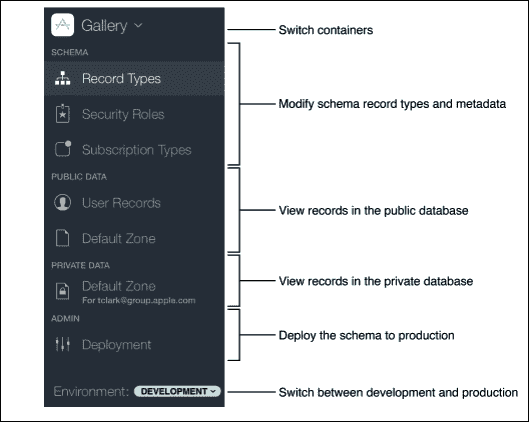 Gallery
Switch containers
SCHEMA
Record Types
Security Roles
Subscription Types
Modify schema record types and metadata
PUBLIC DATA
User Records
Default Zone
View records in the public database
PRIVATE DATA
Default Zone
For tclark@group.apple.com
View records in the private database
ADMIN
Deployment
Deploy the schema to production
Environment: DEVELOPMENT
Switch between development and production